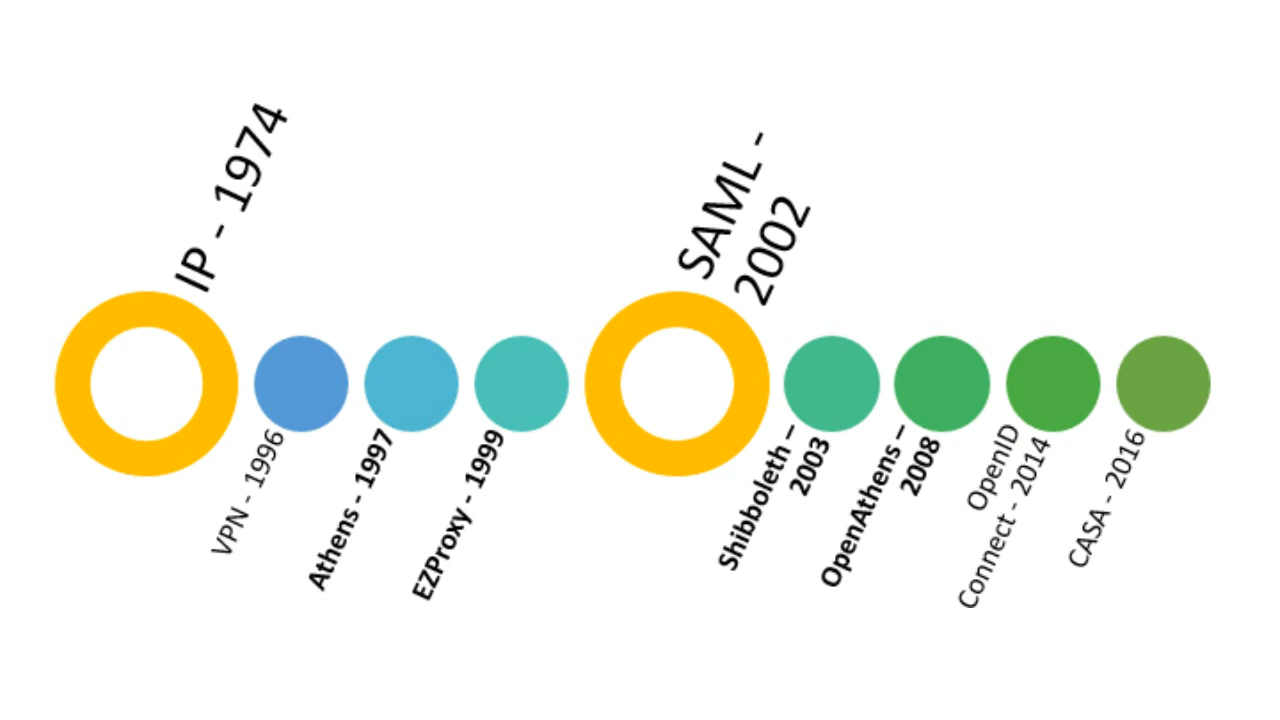 IP - 1974
VPN - 1996
Athens - 1997
EZProxy - 1999
SAML -
2002
Shibboleth –
2003
OpenAthens –
2008
OpenID
Connect - 2014
CASA - 2016